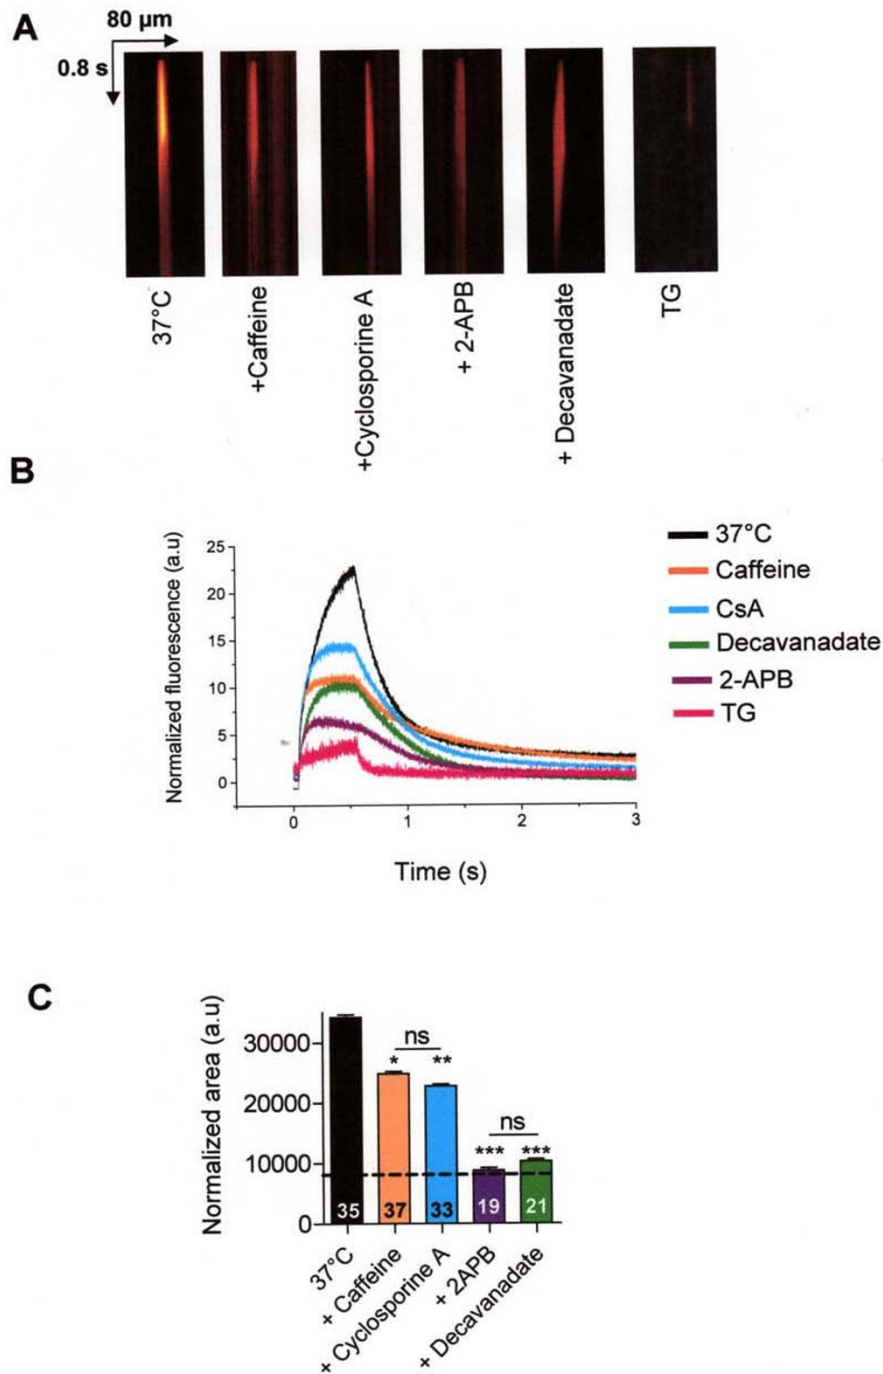 A
80 µm
0.8 s
37°C
+Caffeine
+Cyclosporine A
+ 2-APB
+ Decavanadate
TG
B
Normalized fluorescence (a.u)
25
20
15
10
5
0
0
1
2
3
Time (s)
37°C
Caffeine
CsA
Decavanadate
2-APB
TG
C
Normalized area (a.u)
30000
20000
10000
0
ns
* **
ns
*** ***
35 37 33 19 21
37°C
+ Caffeine
+ Cyclosporine A
+ 2APB
+ Decavanadate